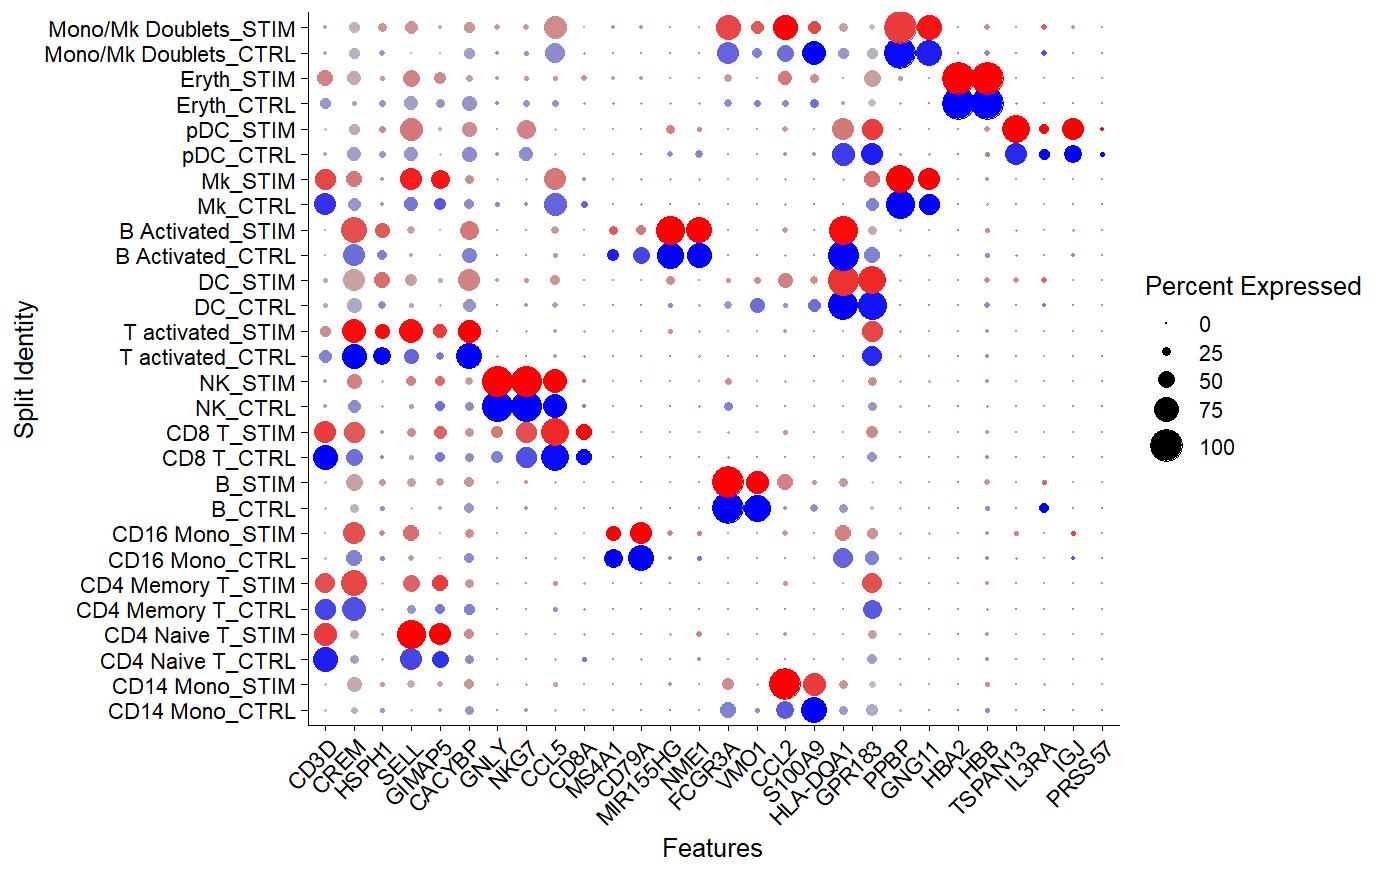 Mono/Mk Doublets_STIM
Mono/Mk Doublets_CTRL
Eryth_STIM
Eryth_CTRL
pDC_STIM
pDC_CTRL
Mk_STIM
Mk_CTRL
B Activated_STIM
B Activated_CTRL
DC_STIM
DC_CTRL
T activated_STIM
T activated_CTRL
NK_STIM
NK_CTRL
CD8 T_STIM
CD8 T_CTRL
B_STIM
B_CTRL
CD16 Mono_STIM
CD16 Mono_CTRL
CD4 Memory T_STIM
CD4 Memory T_CTRL
CD4 Naive T_STIM
CD4 Naive T_CTRL
CD14 Mono_STIM
CD14 Mono_CTRL
Split Identity
CD3D
CREM
HSPH1
SELL
GIMAP5
CACYBP
GNLY
NKG7
CCL5
CD8A
MS4A1
CD79A
MIR155HG
NME1
FCGR3A
VMO1
CCL2
S100A9
HLA-DQA1
GPR183
PPBP
GNG11
HBA2
HBB
TSPAN13
IL3RA
IGJ
PRSS57
Features
Percent Expressed
0
25
50
75
100